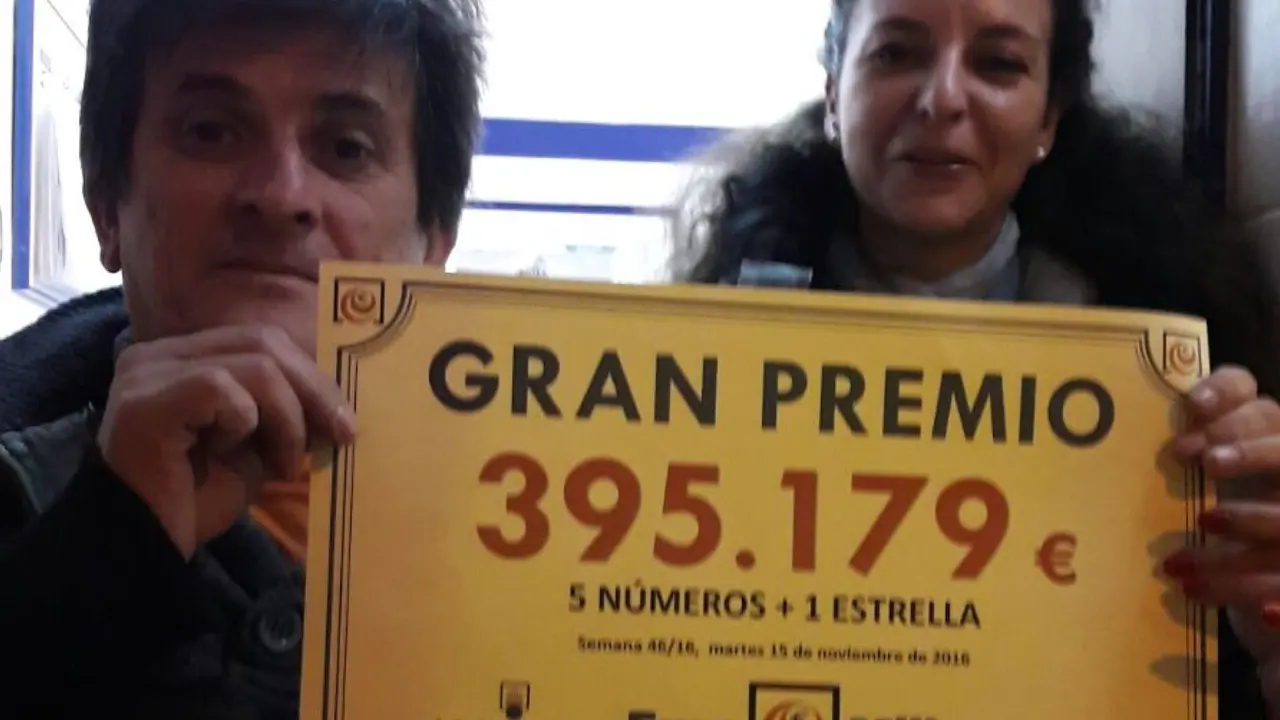 GRAN PREMIO
395.179 €
5 NÚMEROS + 1 ESTRELLA
Semana 46/16, martes 15 de noviembre de 2016